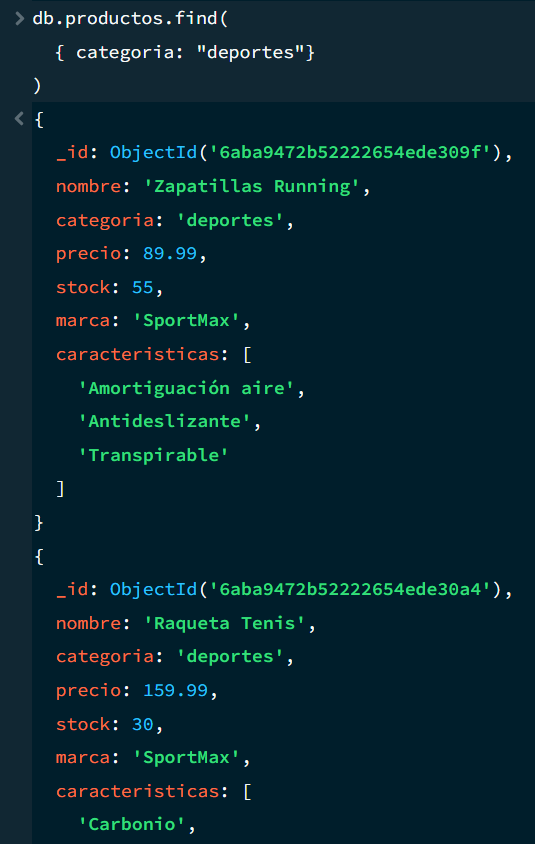 db.productos.find(
{ categoria: "deportes"}
)
{
_id: ObjectId('6aba9472b52222654ede309f'),
nombre: 'Zapatillas Running',
categoria: 'deportes',
precio: 89.99,
stock: 55,
marca: 'SportMax',
caracteristicas: [
'Amortiguación aire',
'Antideslizante',
'Transpirable'
]
}
{
_id: ObjectId('6aba9472b52222654ede30a4'),
nombre: 'Raqueta Tenis',
categoria: 'deportes',
precio: 159.99,
stock: 30,
marca: 'SportMax',
caracteristicas: [
'Carbonio',